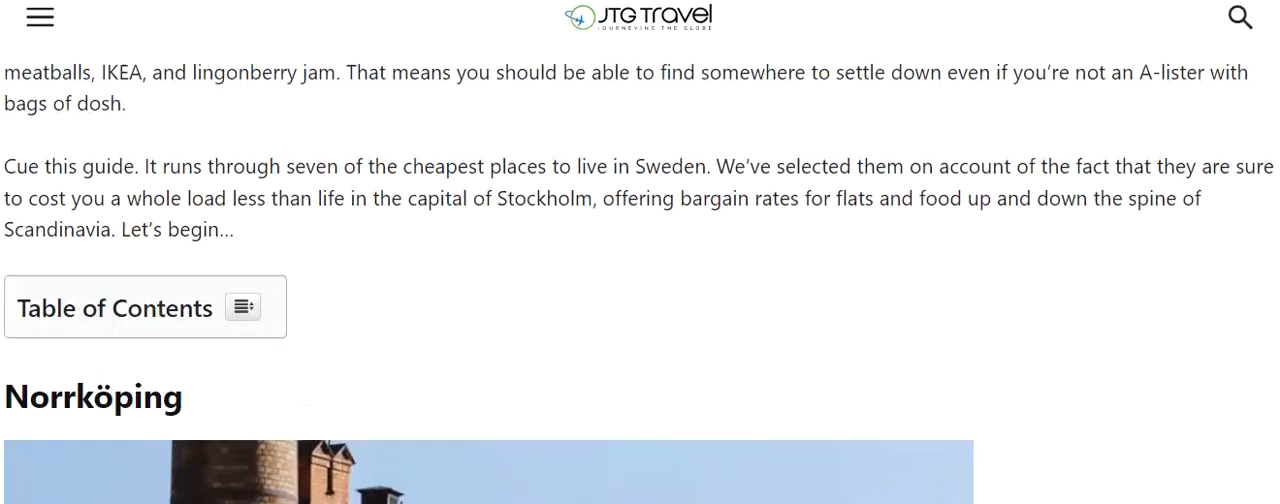 JTG Travel
JOURNEYING THE GLOBE
meatballs, IKEA, and lingonberry jam. That means you should be able to find somewhere to settle down even if you’re not an A-lister with
bags of dosh.
Cue this guide. It runs through seven of the cheapest places to live in Sweden. We’ve selected them on account of the fact that they are sure
to cost you a whole load less than life in the capital of Stockholm, offering bargain rates for flats and food up and down the spine of
Scandinavia. Let’s begin…
Table of Contents
Norrköping